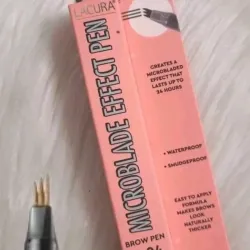 LACURA
MICROBLADE EFFECT PEN
CREATES A
MICROBLADED
EFFECT THAT
LASTS UP TO
24 HOURS
• WATERPROOF
• SMUDGEPROOF
EASY TO APPLY
FORMULA
MAKES BROWS
LOOK
NATURALLY
THICKER
BROW PEN